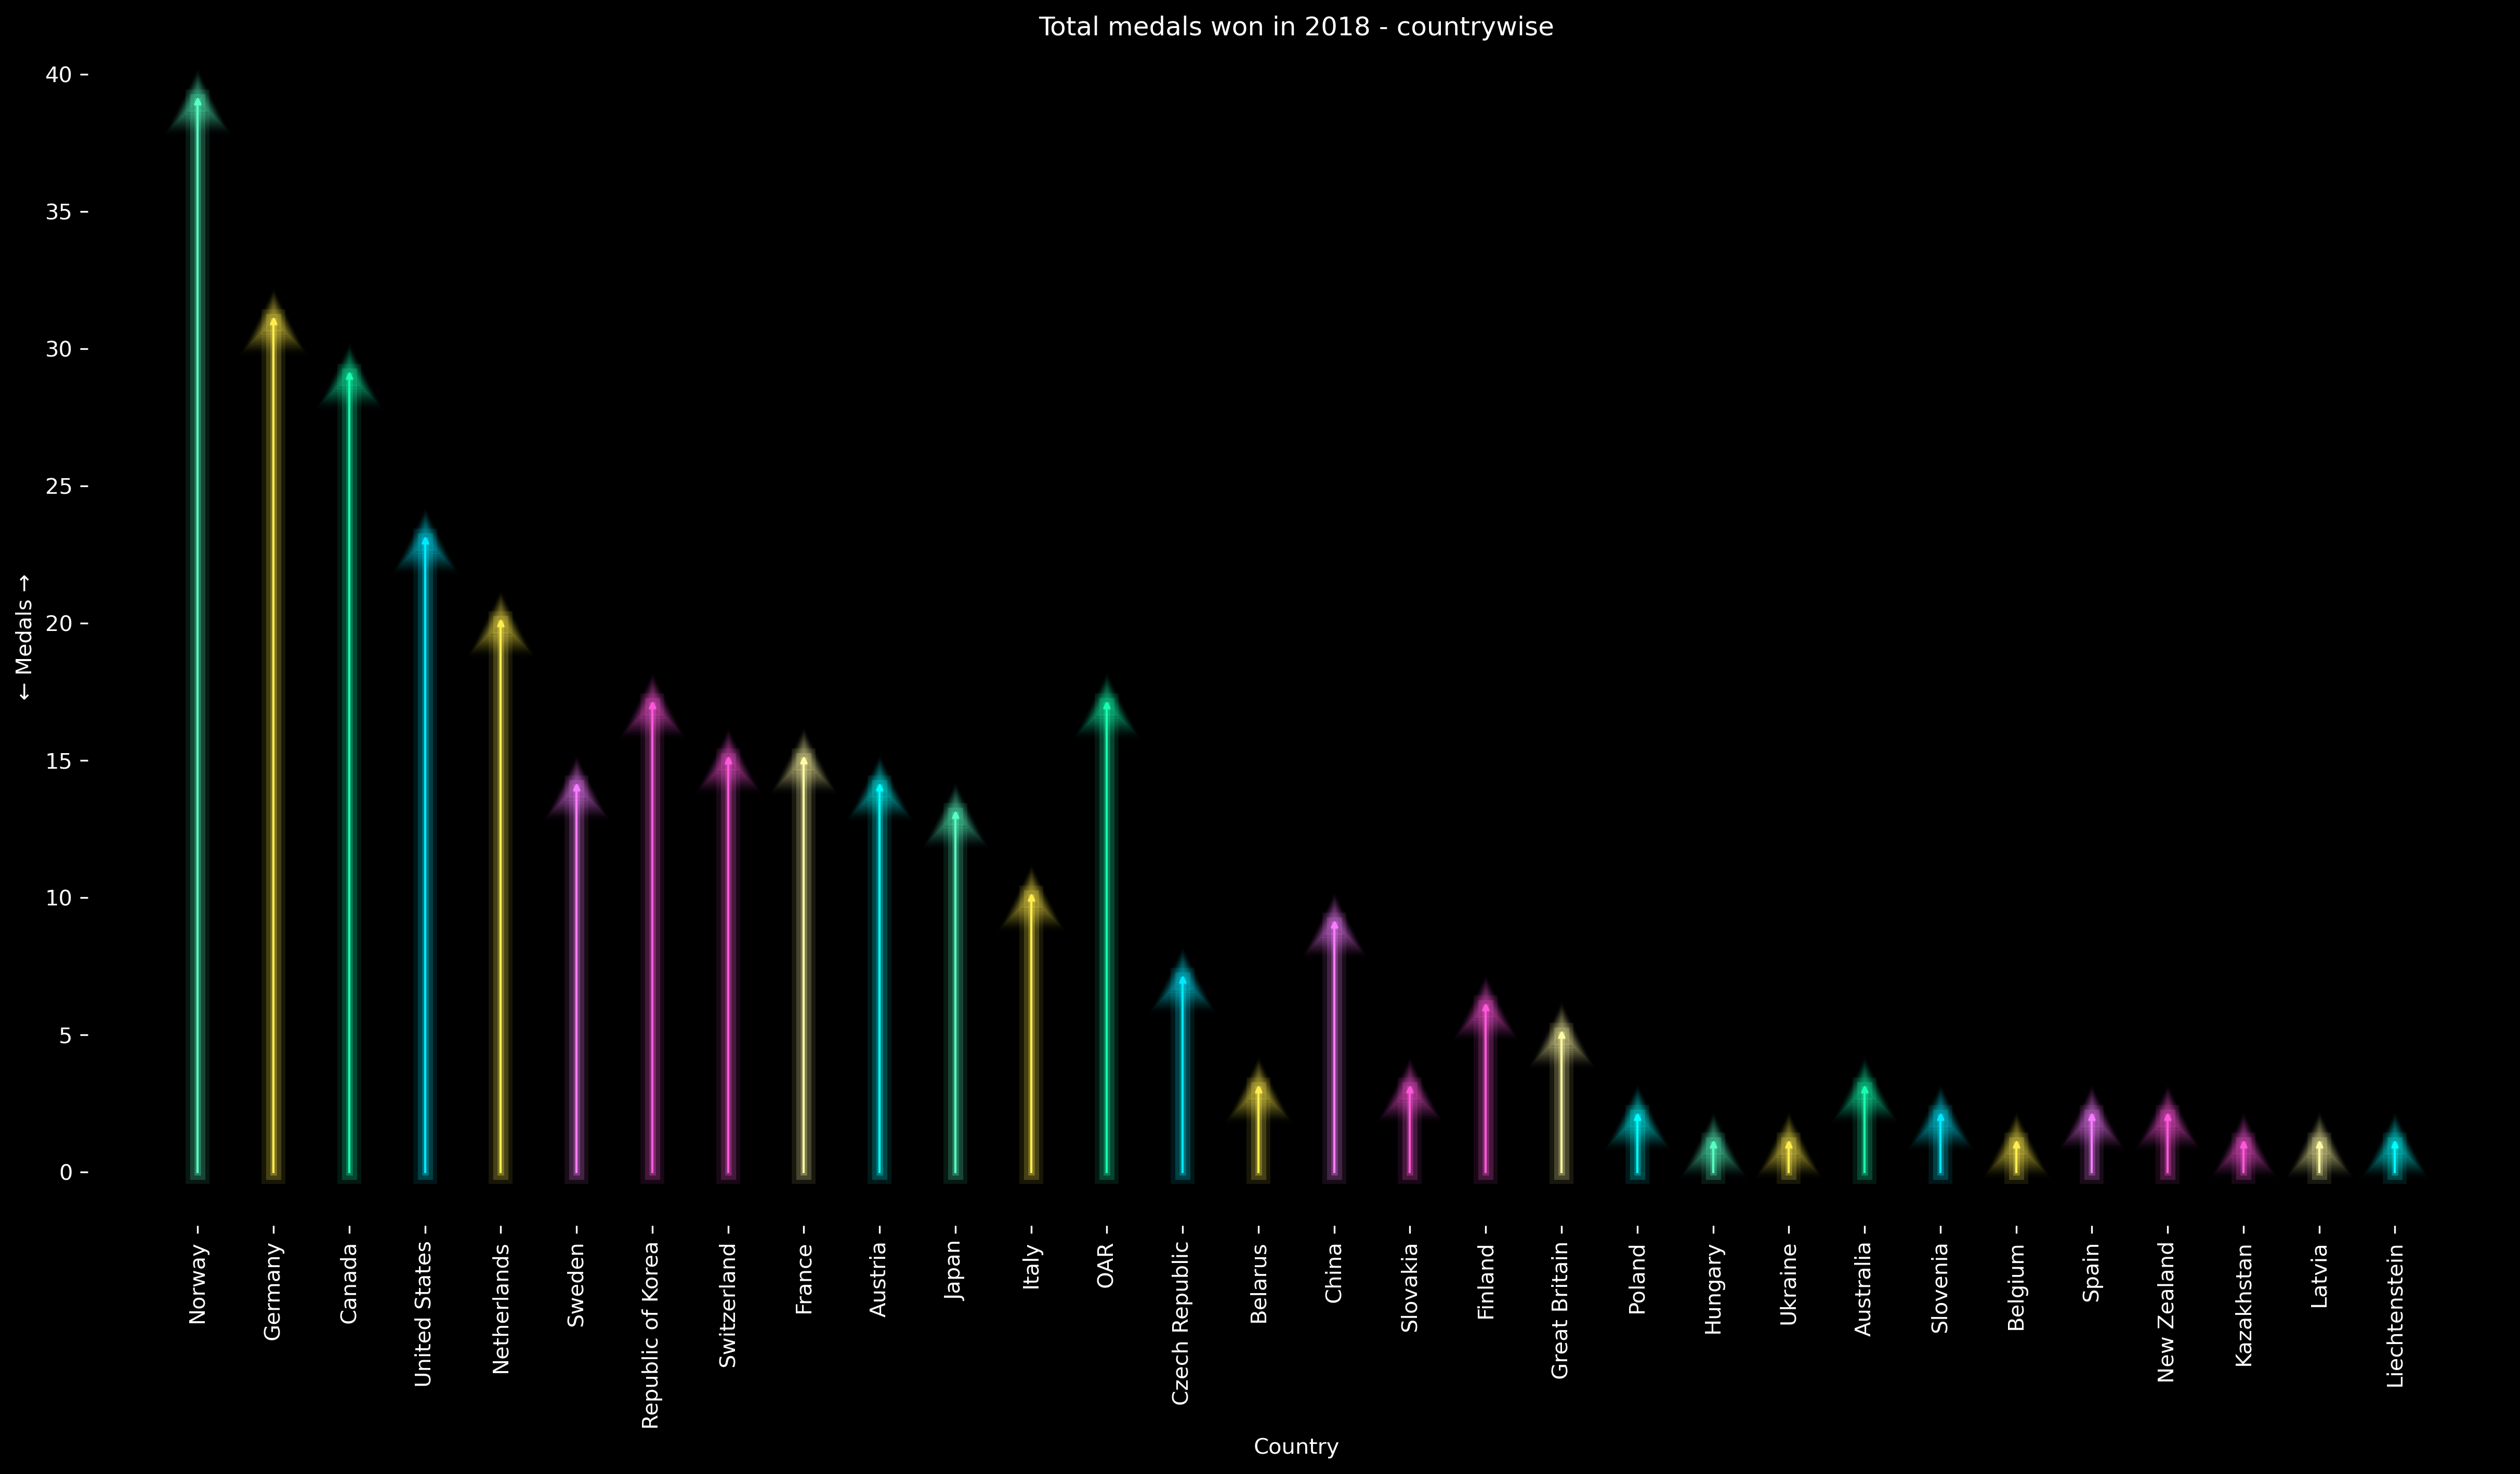 Total medals won in 2018 - countrywise
← Medals →
40
35
30
25
20
15
10
5
0
Norway
Germany
Canada
United States
Netherlands
Sweden
Republic of Korea
Switzerland
France
Austria
Japan
Italy
OAR
Czech Republic
Belarus
China
Slovakia
Finland
Great Britain
Poland
Hungary
Ukraine
Australia
Slovenia
Belgium
Spain
New Zealand
Kazakhstan
Latvia
Liechtenstein
Country